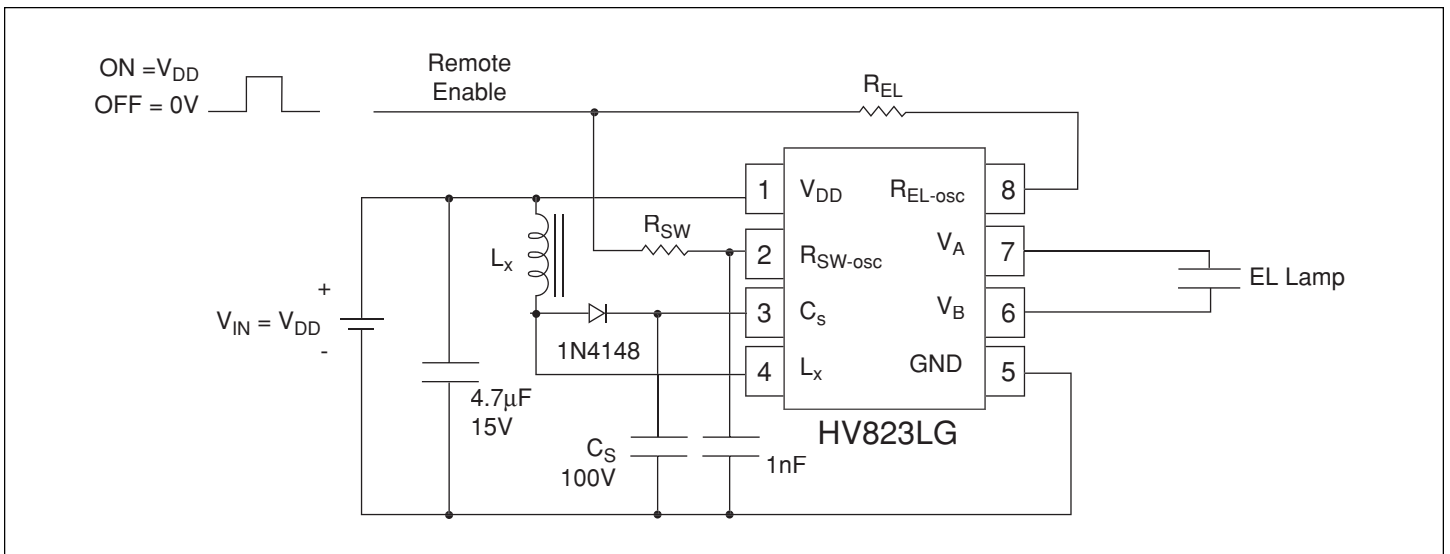 ON =V_DD
OFF = 0V
Remote
Enable
R_EL
1 V_DD R_EL-osc 8
R_SW
2 R_SW-osc V_A 7
L_x
EL Lamp
3 C_s V_B 6
+
V_IN = V_DD
-
1N4148
4 L_x GND 5
4.7μF
15V
HV823LG
C_S
100V
1nF